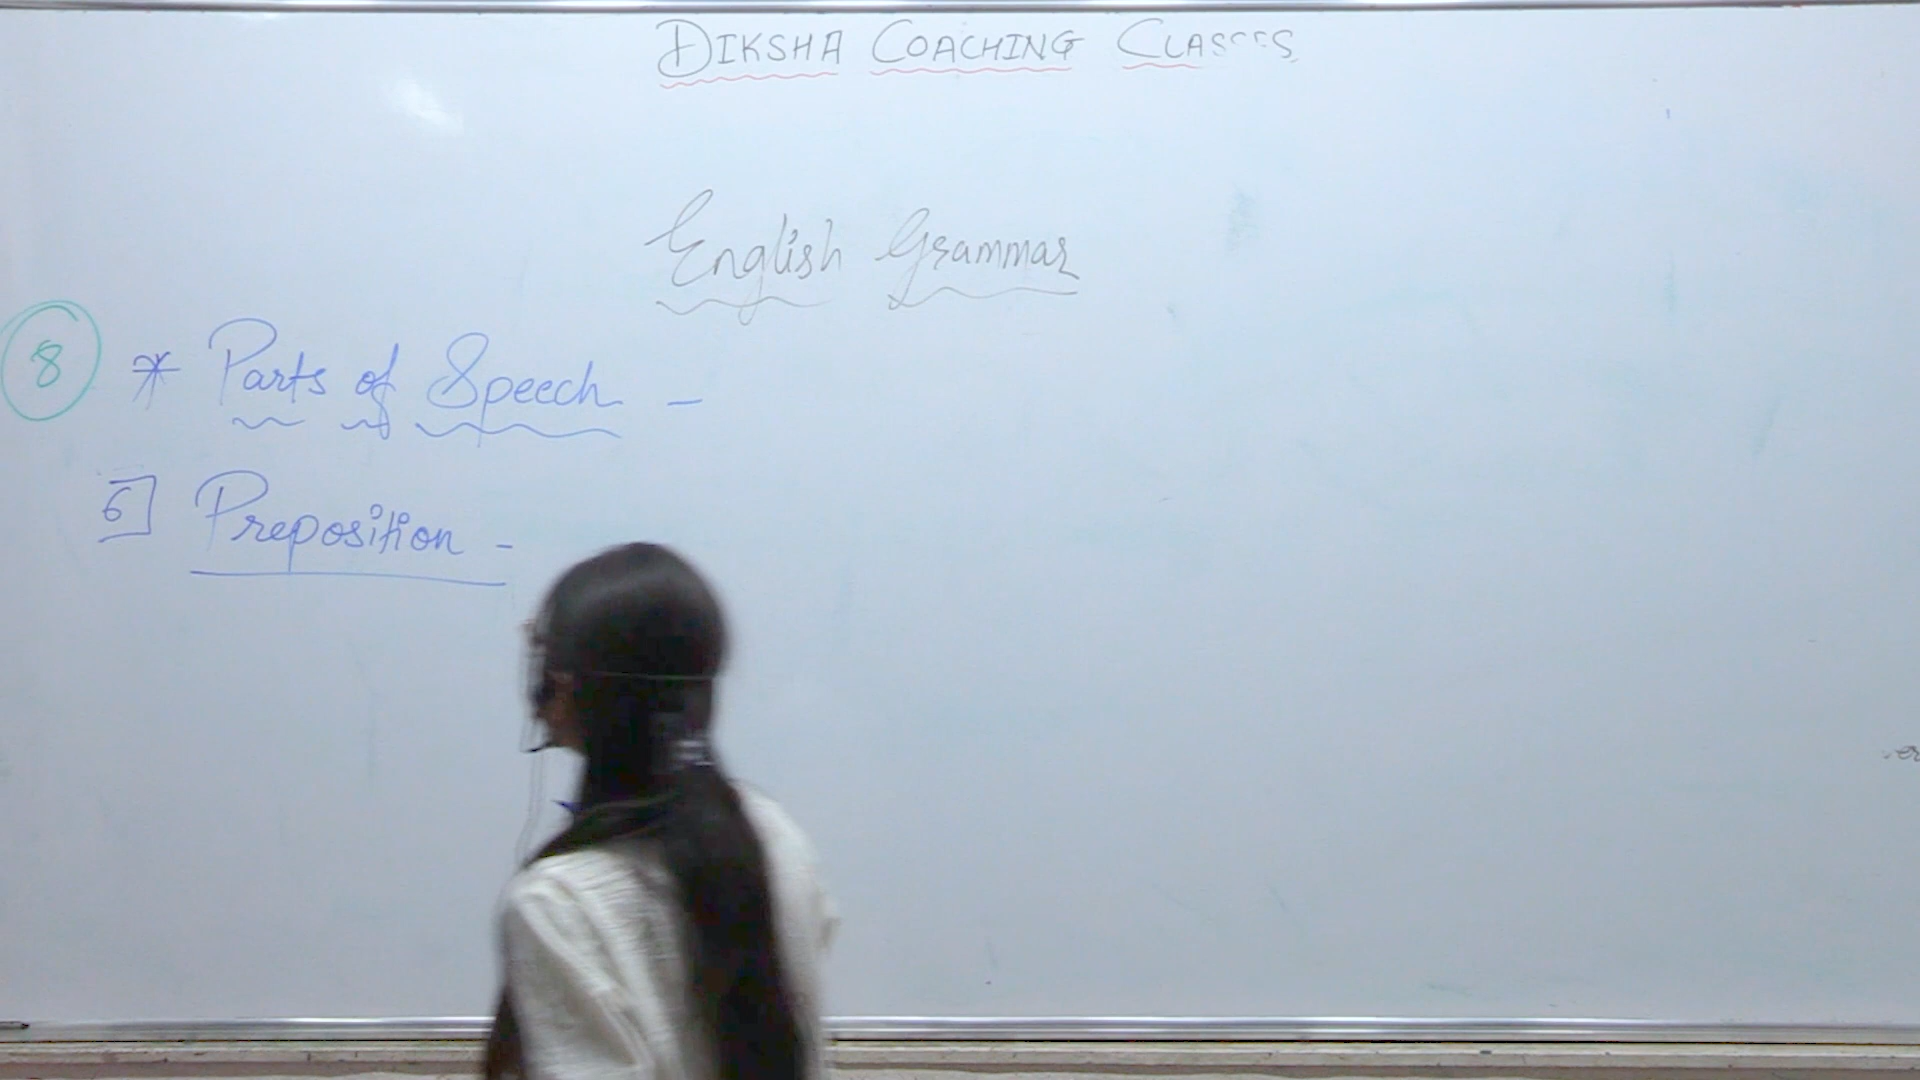 DIKSHA COACHING CLASSES
English Grammar
8 * Parts of Speech -
6] Preposition -